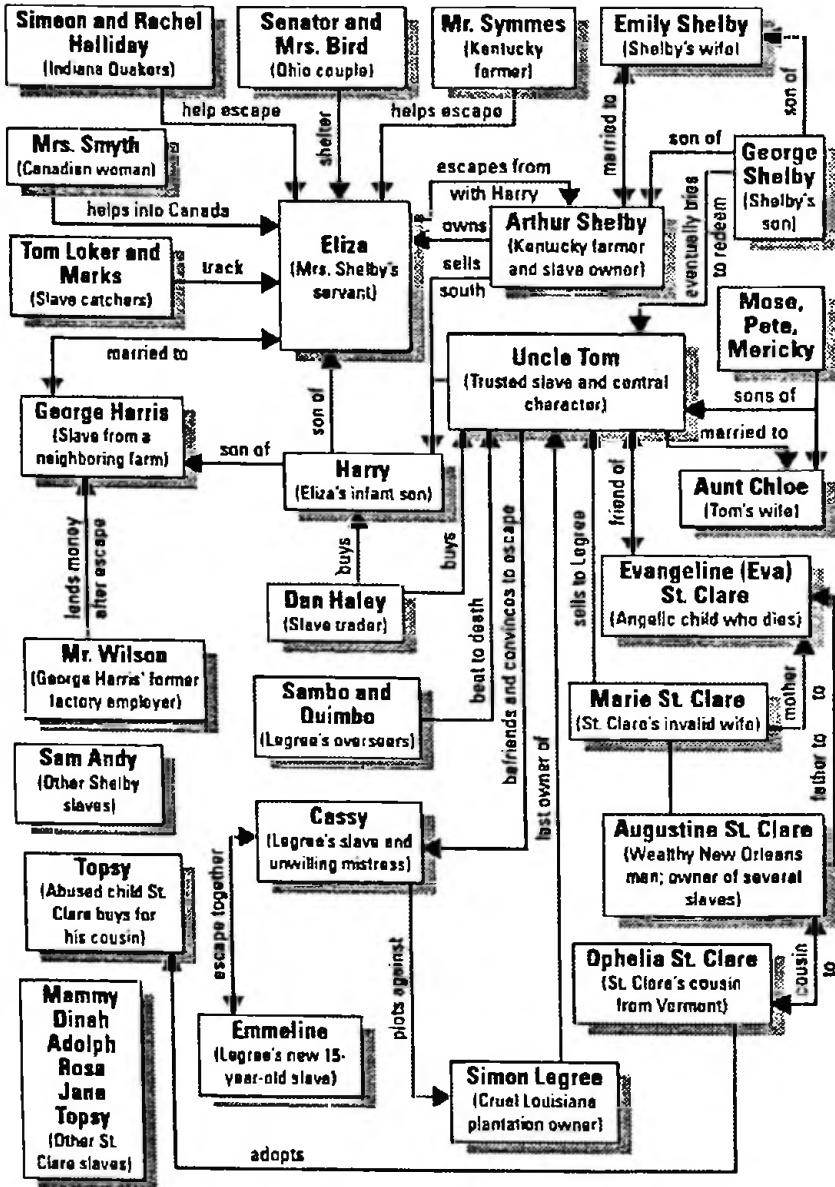 Simeon and Rachel
Halliday
(Indiana Quakers)
Senator and
Mrs. Bird
(Ohio couple)
Mr. Symmes
(Kentucky
farmer)
Emily Shelby
(Shelby's wife)
help escape
shelter
helps escape
married to
son of
son of
Mrs. Smyth
(Canadian woman)
helps into Canada
escapes from
with Harry
George
Shelby
(Shelby's
son)
Eliza
(Mrs. Shelby's
servant)
owns
Arthur Shelby
(Kentucky farmer
and slave owner)
eventually tries
to redeem
Tom Loker and
Marks
(Slave catchers)
track
sells
south
Mose,
Pete,
Mericky
married to
Uncle Tom
(Trusted slave and central
character)
sons of
married to
George Harris
(Slave from a
neighboring farm)
son of
son of
Harry
(Eliza's infant son)
Aunt Chloe
(Tom's wife)
friend of
lends money
after escape
buys
buys
sells to Legree
Dan Haley
(Slave trader)
Evangeline (Eva)
St. Clare
(Angelic child who dies)
beat to death
befriends and convinces to escape
Mr. Wilson
(George Harris' former
factory employer)
Sambo and
Quimbo
(Legree's overseers)
last owner of
Marie St. Clare
(St. Clare's invalid wife)
mother
to
father to
Sam Andy
(Other Shelby
slaves)
Cassy
(Legree's slave and
unwilling mistress)
Augustine St. Clare
(Wealthy New Orleans
man; owner of several
slaves)
Topsy
(Abused child St.
Clare buys for
his cousin)
escape together
plots against
Ophelia St. Clare
(St. Clare's cousin
from Vermont)
cousin
to
Mammy
Dinah
Adolph
Rosa
Jane
Topsy
(Other St.
Clare slaves)
Emmeline
(Legree's new 15-
year-old slave)
Simon Legree
(Cruel Louisiana
plantation owner)
adopts